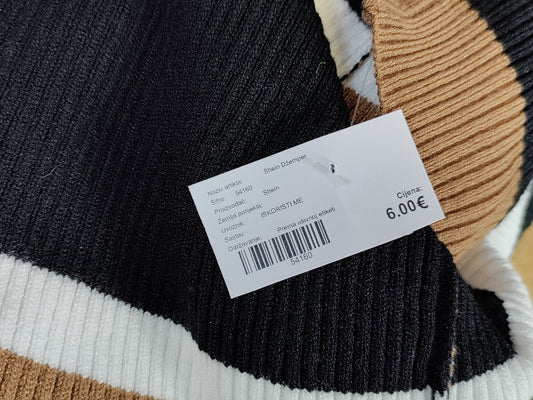 Naziv artikla: Shein Džemper
Šifra: 54160
Proizvođač: Shein
Zemlja porijekla:
Uvoznik: ISKORISTI.ME
Sastav:
Održavanje: Prema ušivnoj etiketi
54160
Cijena:
6.00€